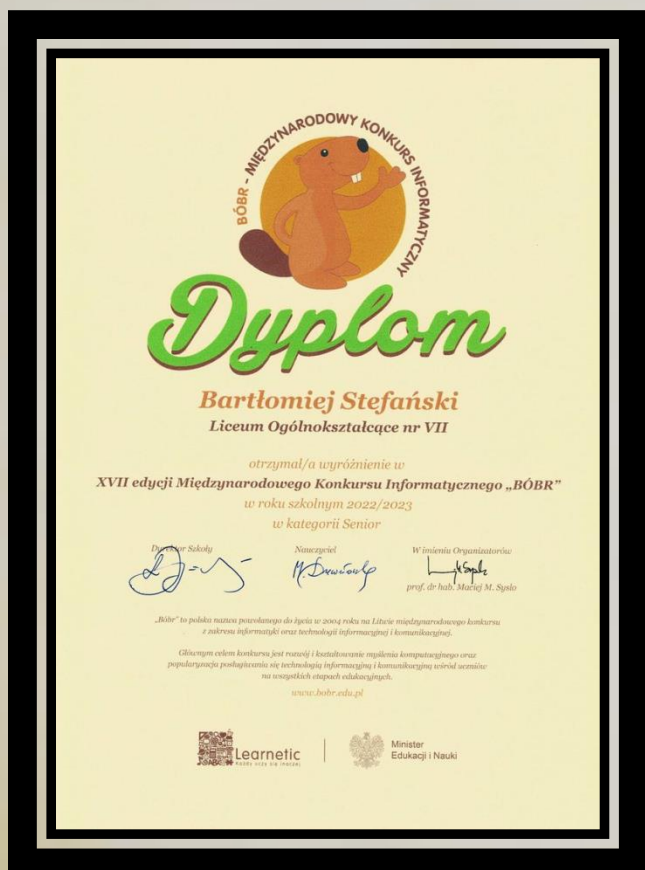 BÓBR - MIĘDZYNARODOWY KONKURS INFORMATYCZNY
Dyplom
Bartłomiej Stefański
Liceum Ogólnokształcące nr VII
otrzymał/a wyróżnienie w
XVII edycji Międzynarodowego Konkursu Informatycznego „BÓBR”
w roku szkolnym 2022/2023
w kategorii Senior
Dyrektor Szkoły Nauczyciel W imieniu Organizatorów
prof. dr hab. Maciej M. Sysło
„Bóbr” to polska nazwa powołanego do życia w 2004 roku na Litwie międzynarodowego konkursu
z zakresu informatyki oraz technologii informacyjnej i komunikacyjnej.
Głównym celem konkursu jest rozwój i kształtowanie myślenia komputacyjnego oraz
popularyzacja posługiwania się technologią informacyjną i komunikacyjną wśród uczniów
na wszystkich etapach edukacyjnych.
www.bobr.edu.pl
Learnetic
każdy uczy się inaczej
Minister
Edukacji i Nauki